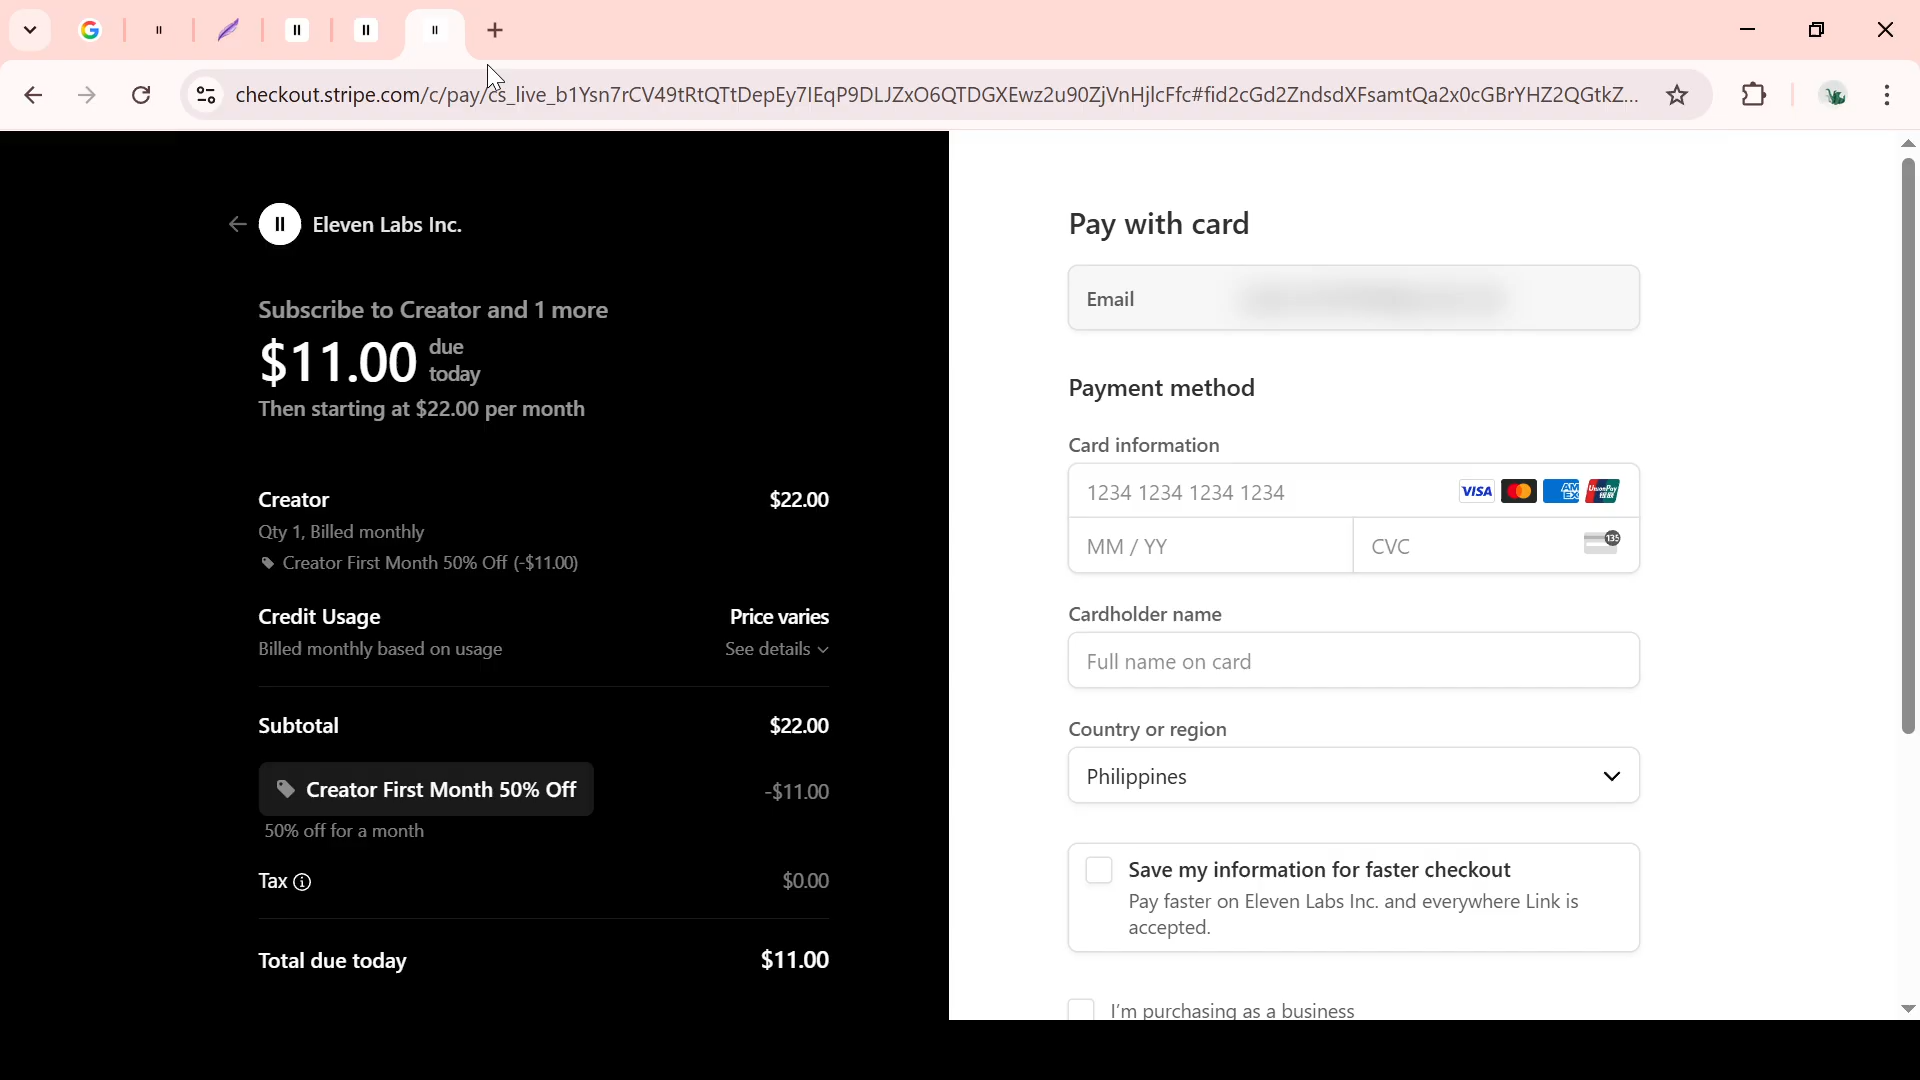 checkout.stripe.com/c/pay/cs_live_b1Ysn7rCV49tRtQTtDepEy7IEqP9DLJZxO6QTDGXEwz2u90ZjVnHjlcFfc#fid2cGd2ZndsdXFsamtQa2x0cGBrYHZ2QGtkZ...
Eleven Labs Inc.
Subscribe to Creator and 1 more
$11.00 due today
Then starting at $22.00 per month
Creator $22.00
Qty 1, Billed monthly
Creator First Month 50% Off (-$11.00)
Credit Usage Price varies
Billed monthly based on usage See details
Subtotal $22.00
Creator First Month 50% Off -$11.00
50% off for a month
Tax $0.00
Total due today $11.00
Pay with card
Email
Payment method
Card information
1234 1234 1234 1234 VISA AMEX UnionPay
MM / YY CVC 135
Cardholder name
Full name on card
Country or region
Philippines
Save my information for faster checkout
Pay faster on Eleven Labs Inc. and everywhere Link is
accepted.
I'm purchasing as a business